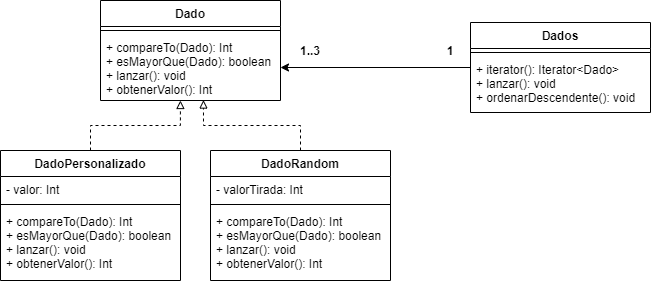 Dado
+ compareTo(Dado): Int
+ esMayorQue(Dado): boolean
+ lanzar(): void
+ obtenerValor(): Int
1..3
1
Dados
+ iterator(): Iterator<Dado>
+ lanzar(): void
+ ordenarDescendente(): void
DadoPersonalizado
- valor: Int
+ compareTo(Dado): Int
+ esMayorQue(Dado): boolean
+ lanzar(): void
+ obtenerValor(): Int
DadoRandom
- valorTirada: Int
+ compareTo(Dado): Int
+ esMayorQue(Dado): boolean
+ lanzar(): void
+ obtenerValor(): Int